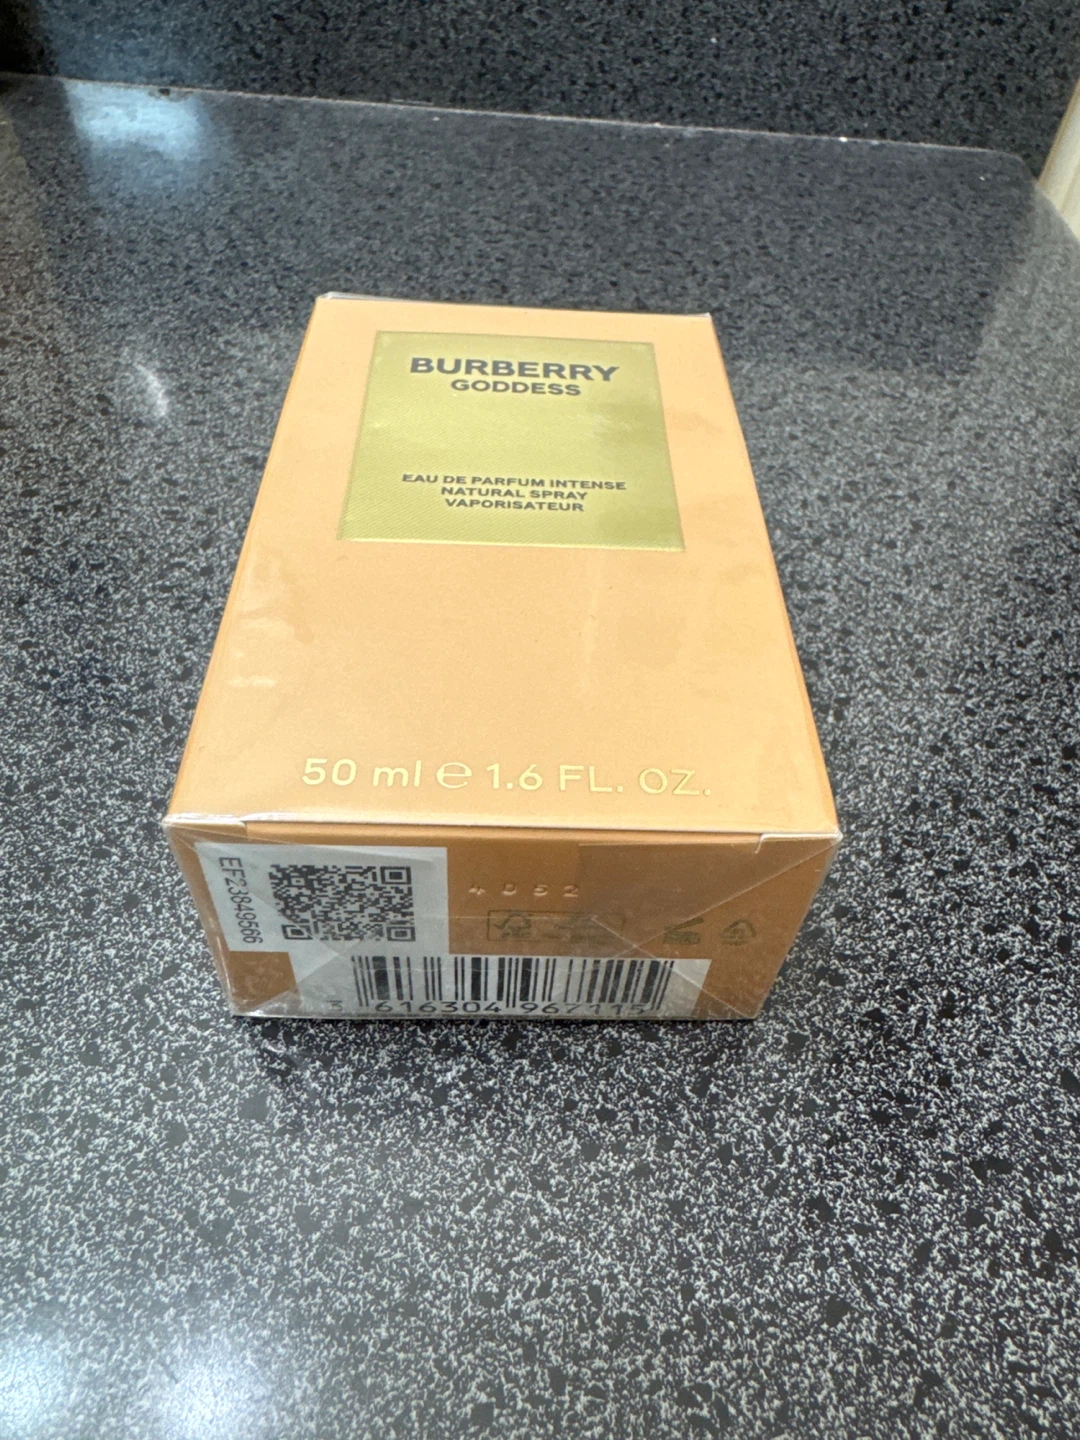 BURBERRY
GODDESS
EAU DE PARFUM INTENSE
NATURAL SPRAY
VAPORISATEUR
50 ml ℮ 1.6 FL. OZ.
EF23849566
4052
3 616304 967115